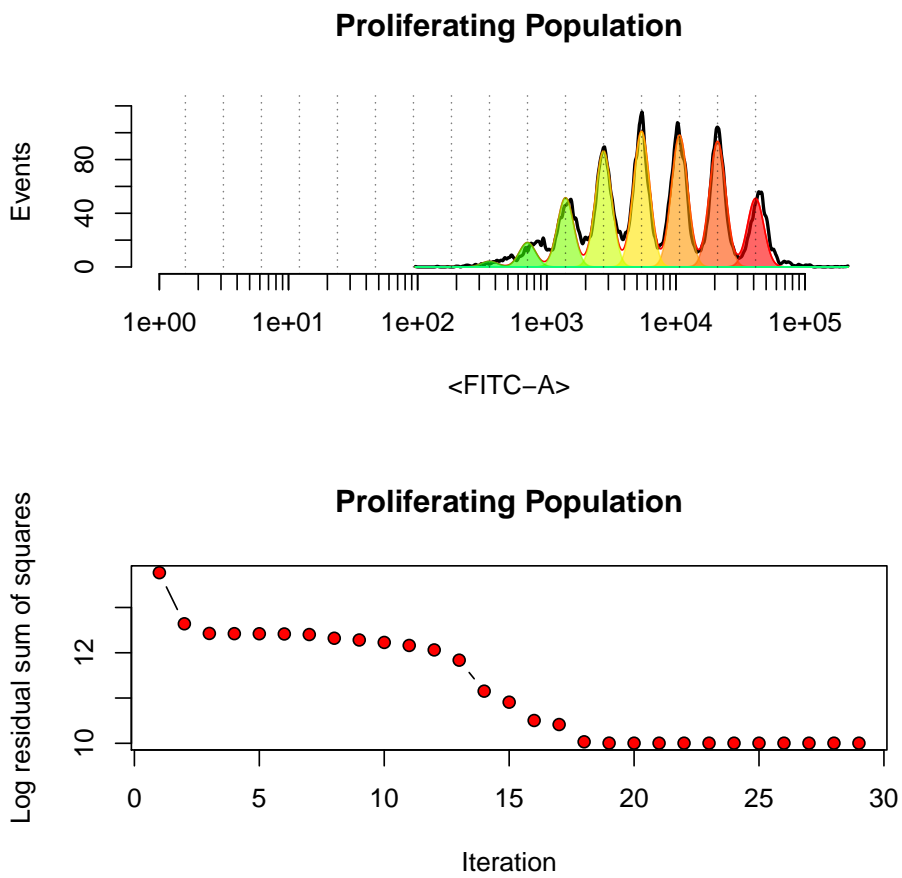 Proliferating Population
Events
80
40
0
1e+00 1e+01 1e+02 1e+03 1e+04 1e+05
<FITC−A>
Proliferating Population
Log residual sum of squares
12
10
0 5 10 15 20 25 30
Iteration